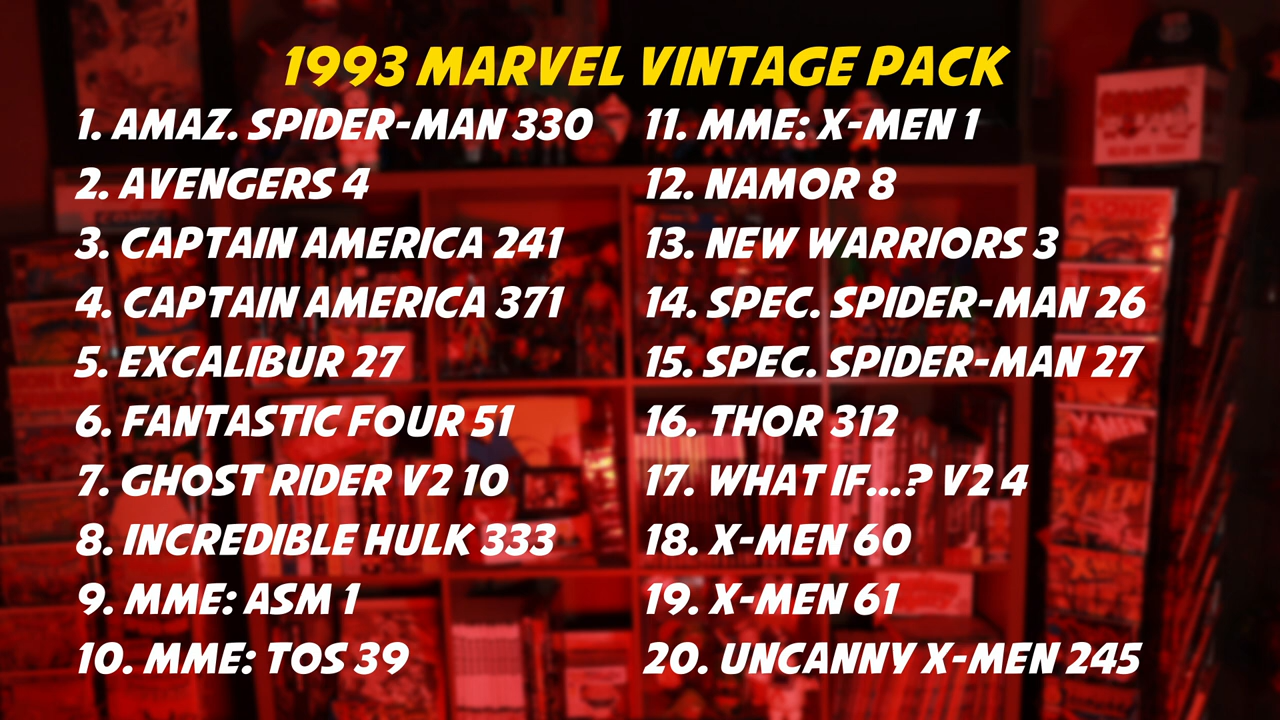 1993 MARVEL VINTAGE PACK
1. AMAZ. SPIDER-MAN 330
2. AVENGERS 4
3. CAPTAIN AMERICA 241
4. CAPTAIN AMERICA 371
5. EXCALIBUR 27
6. FANTASTIC FOUR 51
7. GHOST RIDER V2 10
8. INCREDIBLE HULK 333
9. MME: ASM 1
10. MME: TOS 39
11. MME: X-MEN 1
12. NAMOR 8
13. NEW WARRIORS 3
14. SPEC. SPIDER-MAN 26
15. SPEC. SPIDER-MAN 27
16. THOR 312
17. WHAT IF...? V2 4
18. X-MEN 60
19. X-MEN 61
20. UNCANNY X-MEN 245